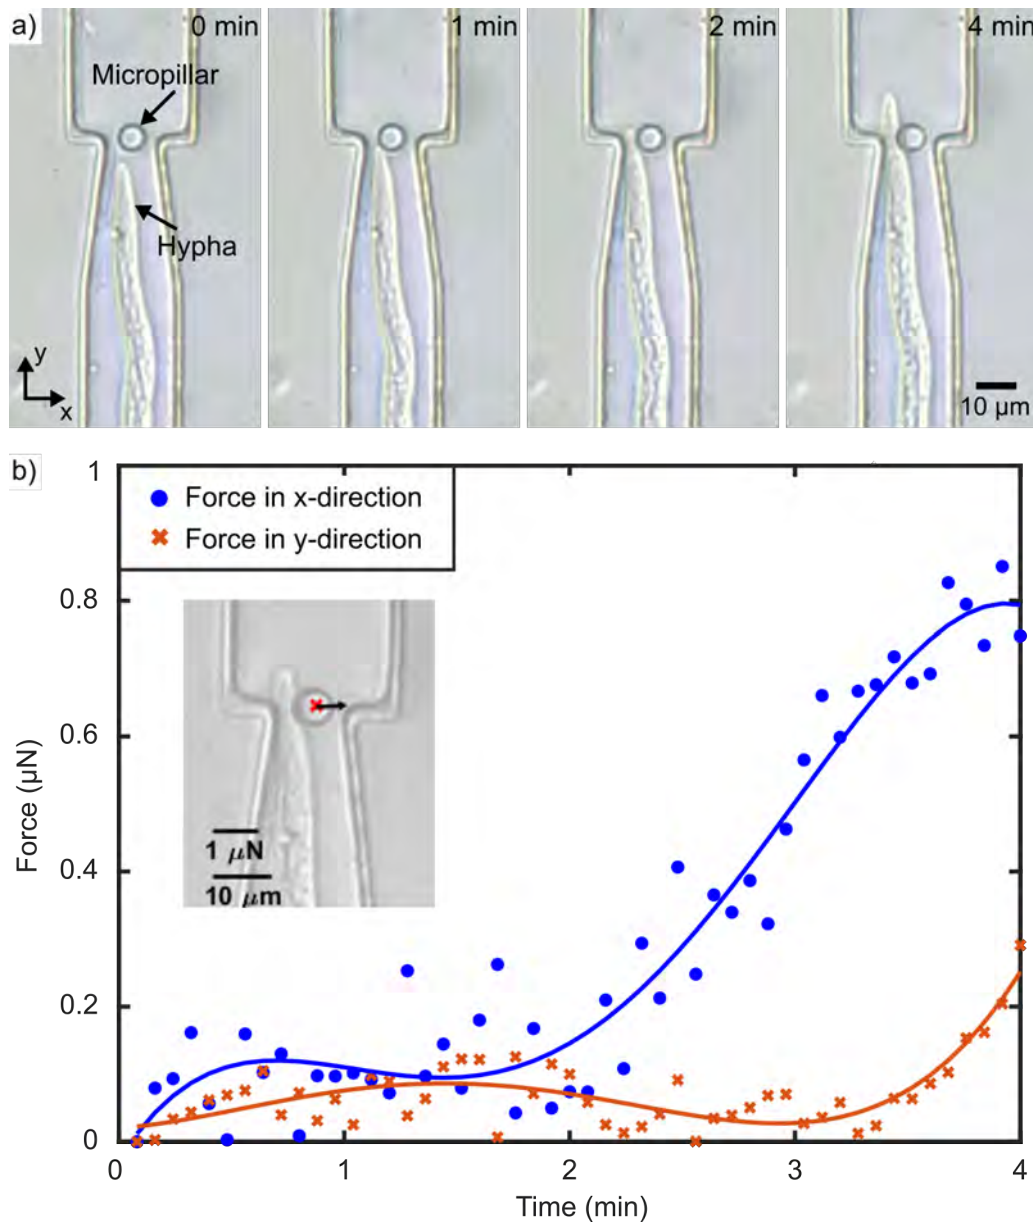 a)
0 min
1 min
2 min
4 min
Micropillar
Hypha
y
x
10 µm
b)
Force in x-direction
Force in y-direction
1 µN
10 µm
Force (µN)
1
0.8
0.6
0.4
0.2
0
0
1
2
3
4
Time (min)